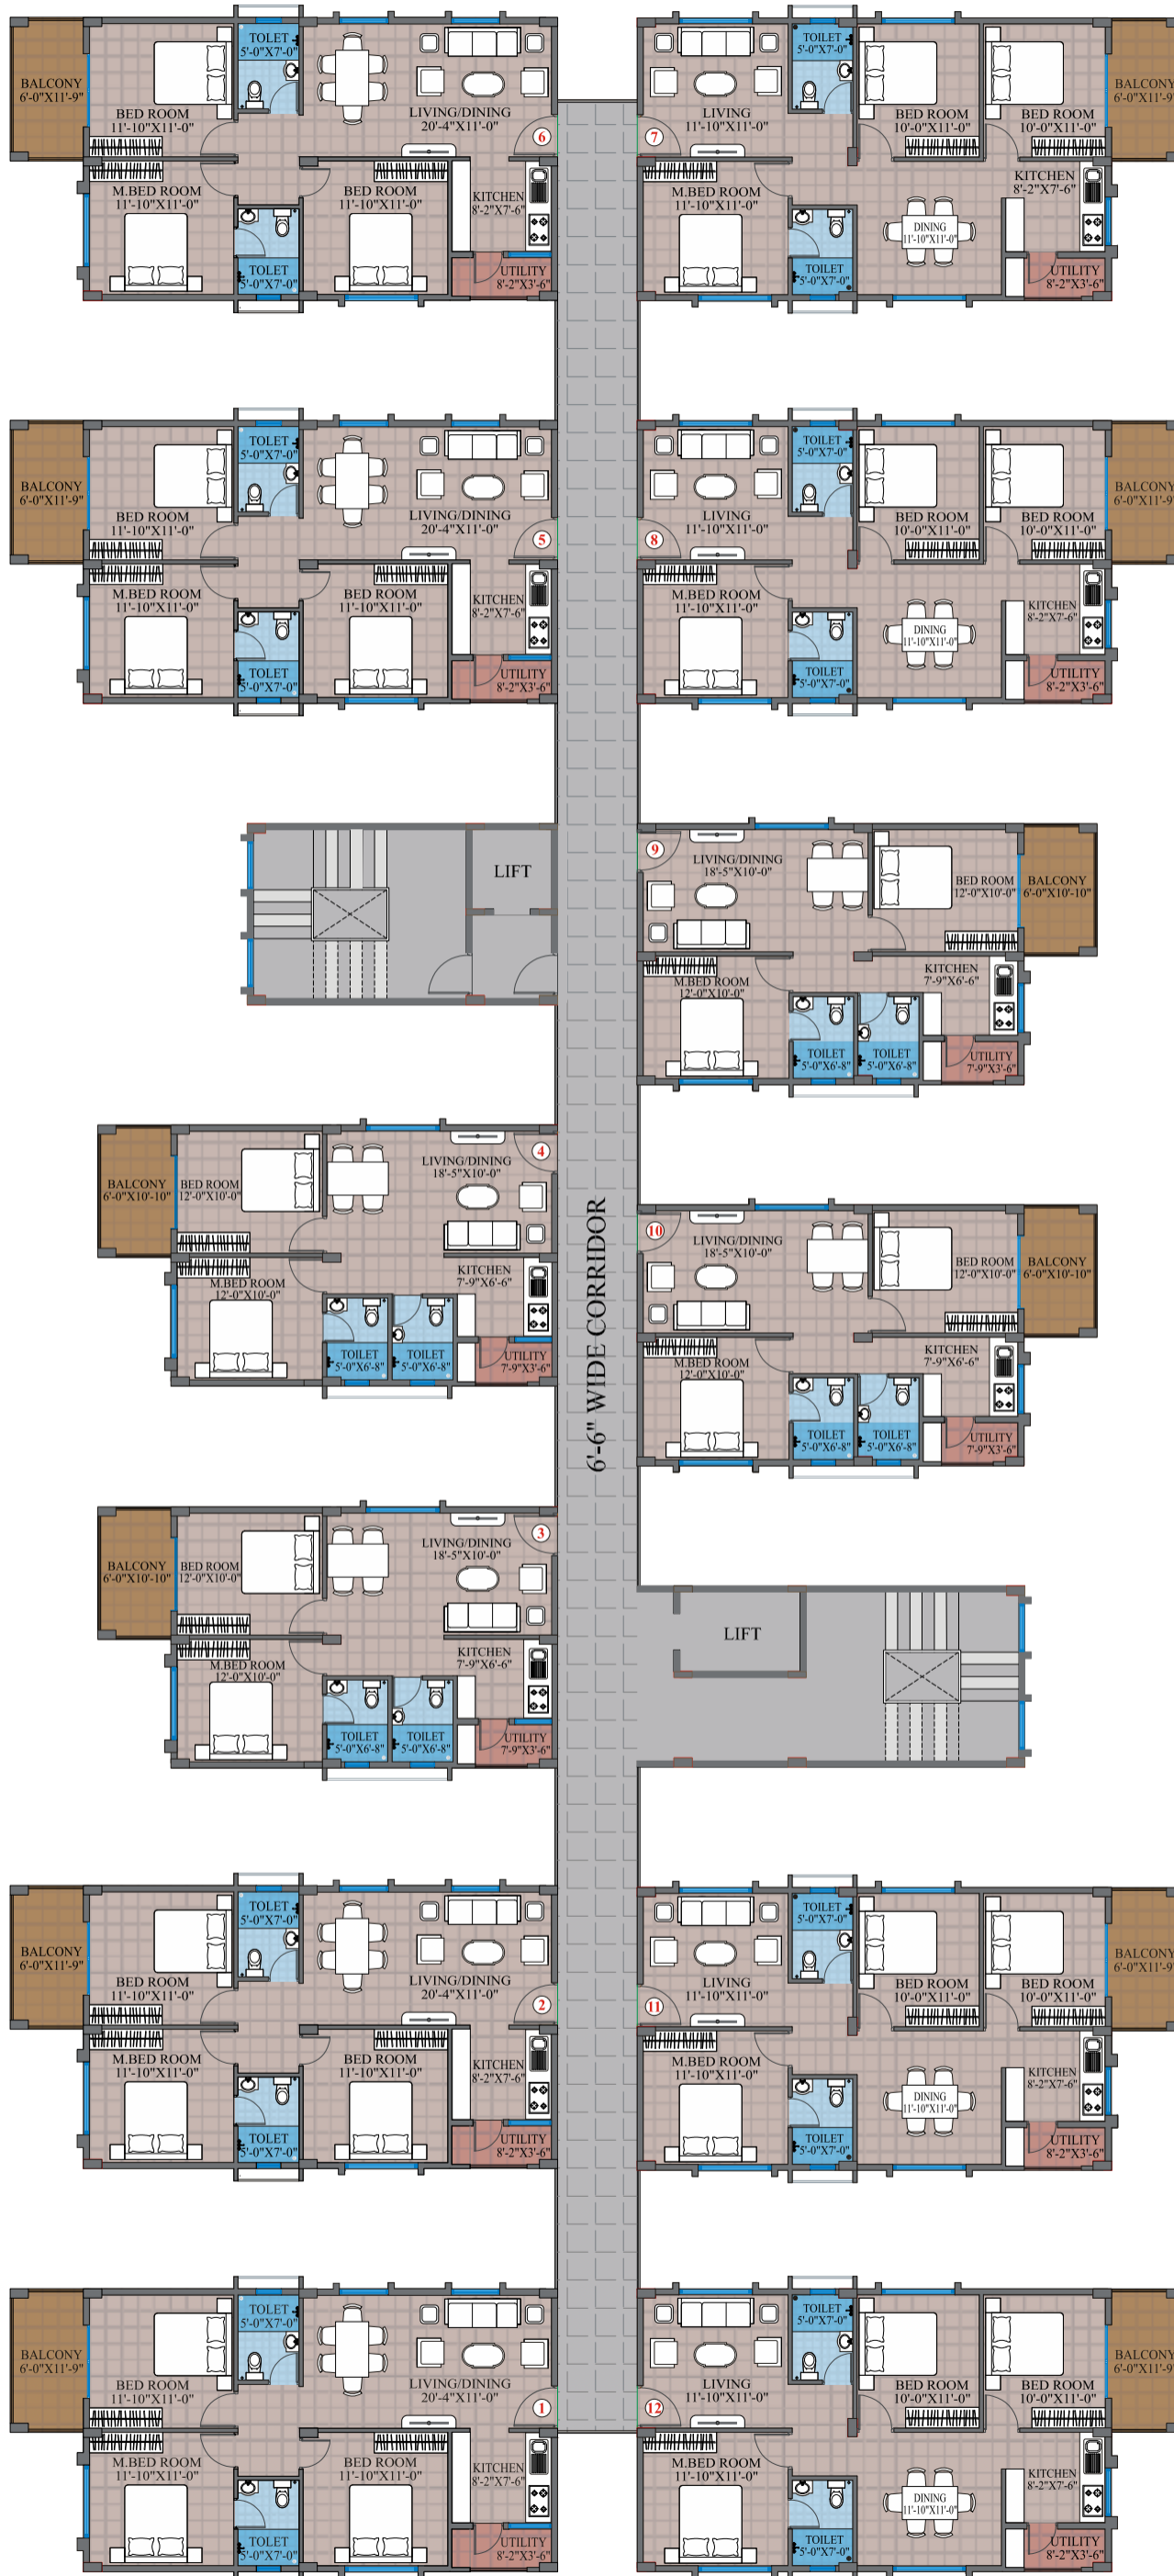 TOILET
5'-0"X7'-0"
BALCONY
6'-0"X11'-9"
BED ROOM
11'-10"X11'-0"
LIVING/DINING
20'-4"X11'-0"
6
M.BED ROOM
11'-10"X11'-0"
BED ROOM
11'-10"X11'-0"
KITCHEN
8'-2"X7'-6"
TOLET
5'-0"X7'-0"
UTILITY
8'-2"X3'-6"
TOILET
5'-0"X7'-0"
LIVING
11'-10"X11'-0"
7
BED ROOM
10'-0"X11'-0"
BED ROOM
10'-0"X11'-0"
BALCONY
6'-0"X11'-9"
M.BED ROOM
11'-10"X11'-0"
KITCHEN
8'-2"X7'-6"
DINING
11'-10"X11'-0"
TOILET
5'-0"X7'-0"
UTILITY
8'-2"X3'-6"
TOLET
5'-0"X7'-0"
BALCONY
6'-0"X11'-9"
BED ROOM
11'-10"X11'-0"
LIVING/DINING
20'-4"X11'-0"
5
M.BED ROOM
11'-10"X11'-0"
BED ROOM
11'-10"X11'-0"
KITCHEN
8'-2"X7'-6"
TOLET
5'-0"X7'-0"
UTILITY
8'-2"X3'-6"
TOILET
5'-0"X7'-0"
LIVING
11'-10"X11'-0"
8
BED ROOM
10'-0"X11'-0"
BED ROOM
10'-0"X11'-0"
BALCONY
6'-0"X11'-9"
M.BED ROOM
11'-10"X11'-0"
KITCHEN
8'-2"X7'-6"
DINING
11'-10"X11'-0"
TOILET
5'-0"X7'-0"
UTILITY
8'-2"X3'-6"
LIFT
9
LIVING/DINING
18'-5"X10'-0"
BED ROOM
12'-0"X10'-0"
BALCONY
6'-0"X10'-10"
M.BED ROOM
12'-0"X10'-0"
KITCHEN
7'-9"X6'-6"
TOILET
5'-0"X6'-8"
TOILET
5'-0"X6'-8"
UTILITY
7'-9"X3'-6"
4
LIVING/DINING
18'-5"X10'-0"
BALCONY
6'-0"X10'-10"
BED ROOM
12'-0"X10'-0"
M.BED ROOM
12'-0"X10'-0"
KITCHEN
7'-9"X6'-6"
TOILET
5'-0"X6'-8"
TOILET
5'-0"X6'-8"
UTILITY
7'-9"X3'-6"
6'-6" WIDE CORRIDOR
10
LIVING/DINING
18'-5"X10'-0"
BED ROOM
12'-0"X10'-0"
BALCONY
6'-0"X10'-10"
M.BED ROOM
12'-0"X10'-0"
KITCHEN
7'-9"X6'-6"
TOILET
5'-0"X6'-8"
TOILET
5'-0"X6'-8"
UTILITY
7'-9"X3'-6"
3
LIVING/DINING
18'-5"X10'-0"
BALCONY
6'-0"X10'-10"
BED ROOM
12'-0"X10'-0"
M.BED ROOM
12'-0"X10'-0"
KITCHEN
7'-9"X6'-6"
TOILET
5'-0"X6'-8"
TOILET
5'-0"X6'-8"
UTILITY
7'-9"X3'-6"
LIFT
TOLET
5'-0"X7'-0"
BALCONY
6'-0"X11'-9"
BED ROOM
11'-10"X11'-0"
LIVING/DINING
20'-4"X11'-0"
2
M.BED ROOM
11'-10"X11'-0"
BED ROOM
11'-10"X11'-0"
KITCHEN
8'-2"X7'-6"
TOLET
5'-0"X7'-0"
UTILITY
8'-2"X3'-6"
TOILET
5'-0"X7'-0"
LIVING
11'-10"X11'-0"
11
BED ROOM
10'-0"X11'-0"
BED ROOM
10'-0"X11'-0"
BALCONY
6'-0"X11'-9"
M.BED ROOM
11'-10"X11'-0"
KITCHEN
8'-2"X7'-6"
DINING
11'-10"X11'-0"
TOILET
5'-0"X7'-0"
UTILITY
8'-2"X3'-6"
TOLET
5'-0"X7'-0"
BALCONY
6'-0"X11'-9"
BED ROOM
11'-10"X11'-0"
LIVING/DINING
20'-4"X11'-0"
1
M.BED ROOM
11'-10"X11'-0"
BED ROOM
11'-10"X11'-0"
KITCHEN
8'-2"X7'-6"
TOLET
5'-0"X7'-0"
UTILITY
8'-2"X3'-6"
TOILET
5'-0"X7'-0"
LIVING
11'-10"X11'-0"
12
BED ROOM
10'-0"X11'-0"
BED ROOM
10'-0"X11'-0"
BALCONY
6'-0"X11'-9"
M.BED ROOM
11'-10"X11'-0"
KITCHEN
8'-2"X7'-6"
DINING
11'-10"X11'-0"
TOILET
5'-0"X7'-0"
UTILITY
8'-2"X3'-6"